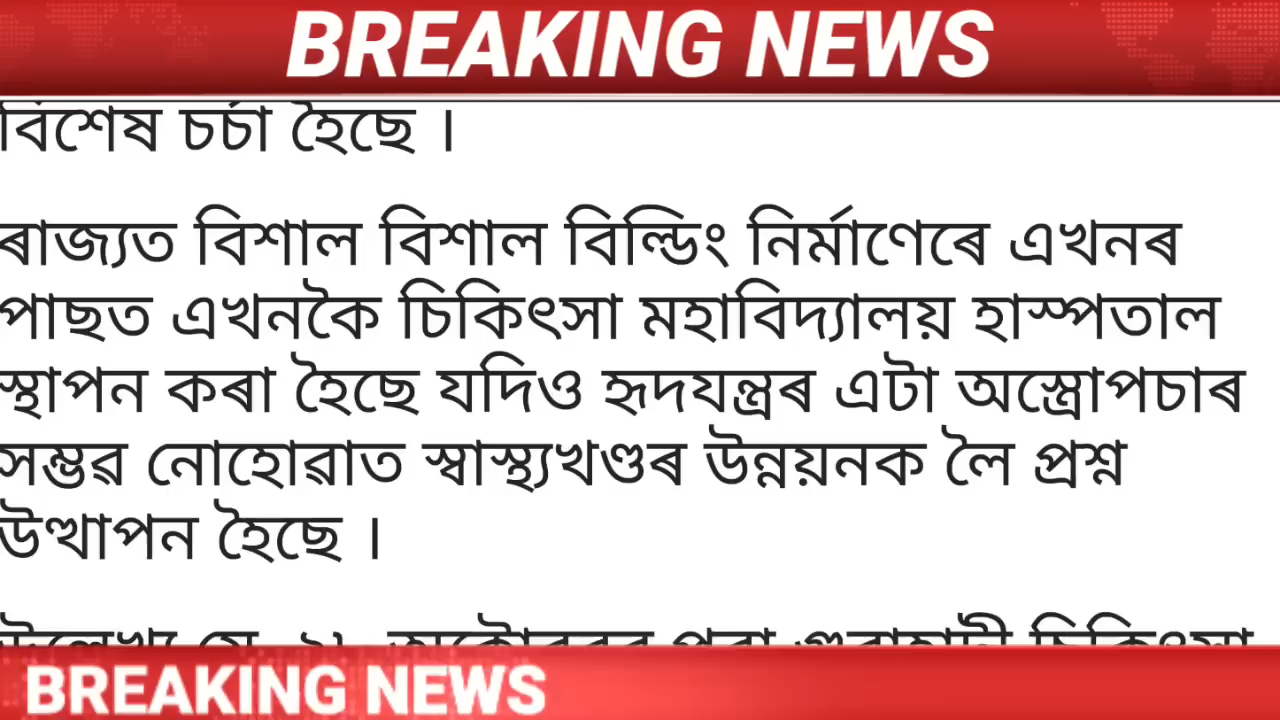 BREAKING NEWS
বিশেষ চৰ্চা হৈছে ।
ৰাজ্যত বিশাল বিশাল বিল্ডিং নিৰ্মাণেৰে এখনৰ
পাছত এখনকৈ চিকিৎসা মহাবিদ্যালয় হাস্পতাল
স্থাপন কৰা হৈছে যদিও হৃদযন্ত্ৰৰ এটা অস্ত্ৰোপচাৰ
সম্ভৱ নোহোৱাত স্বাস্থ্যখণ্ডৰ উন্নয়নক লৈ প্ৰশ্ন
উত্থাপন হৈছে ।
BREAKING NEWS